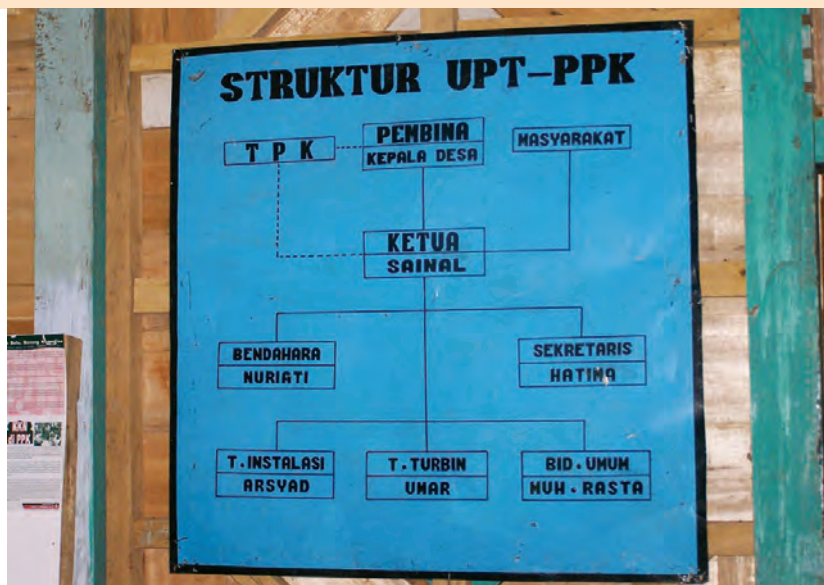 STRUKTUR UPT-PPK
T P K
PEMBINA
KEPALA DESA
MASYARAKAT
KETUA
SAINAL
BENDAHARA
NURIATI
SEKRETARIS
HATIMA
T.INSTALASI
ARSYAD
T.TURBIN
UMAR
BID.UMUM
MUH.RASTA
PPK